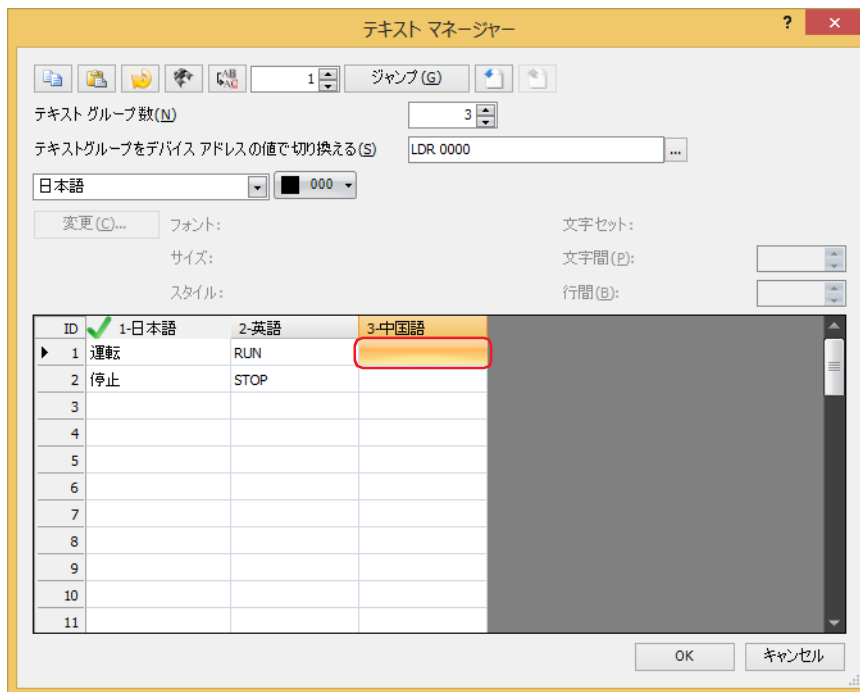 テキスト マネージャー ?
1 ジャンプ(G)
テキスト グループ数(N) 3
テキストグループをデバイス アドレスの値で切り換える(S) LDR 0000 ...
日本語 000
変更(C)... フォント: 文字セット:
サイズ: 文字間(P):
スタイル: 行間(B):
ID 1-日本語 2-英語 3-中国語
1 運転 RUN
2 停止 STOP
3
4
5
6
7
8
9
10
11
OK キャンセル